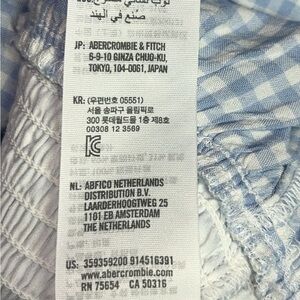 صنع في الهند
JP: ABERCROMBIE & FITCH
6-9-10 GINZA CHUO-KU,
TOKYO, 104-0061, JAPAN
KR: (우편번호 05551)
서울 송파구 올림픽로
300 롯데월드몰 1층 제8호
00308 12 3569
NL: ABFICO NETHERLANDS
DISTRIBUTION B.V.
LAARDERHOOGTWEG 25
1101 EB AMSTERDAM
THE NETHERLANDS
US: 359359200 914516391
www.abercrombie.com
RN 75654 CA 50316